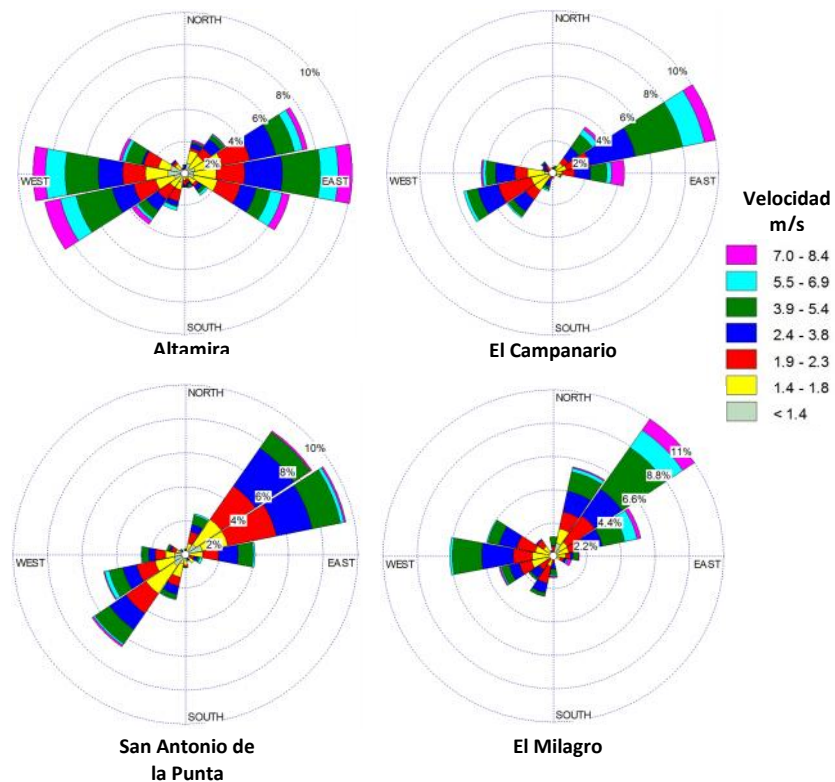 NORTH
10%
8%
6%
4%
2%
WEST
EAST
SOUTH
Altamira
NORTH
10%
8%
6%
4%
2%
WEST
EAST
SOUTH
El Campanario
Velocidad
m/s
7.0 - 8.4
5.5 - 6.9
3.9 - 5.4
2.4 - 3.8
1.9 - 2.3
1.4 - 1.8
< 1.4
NORTH
10%
8%
6%
4%
2%
WEST
EAST
SOUTH
San Antonio de
la Punta
NORTH
11%
8.8%
6.6%
4.4%
2.2%
WEST
EAST
SOUTH
El Milagro